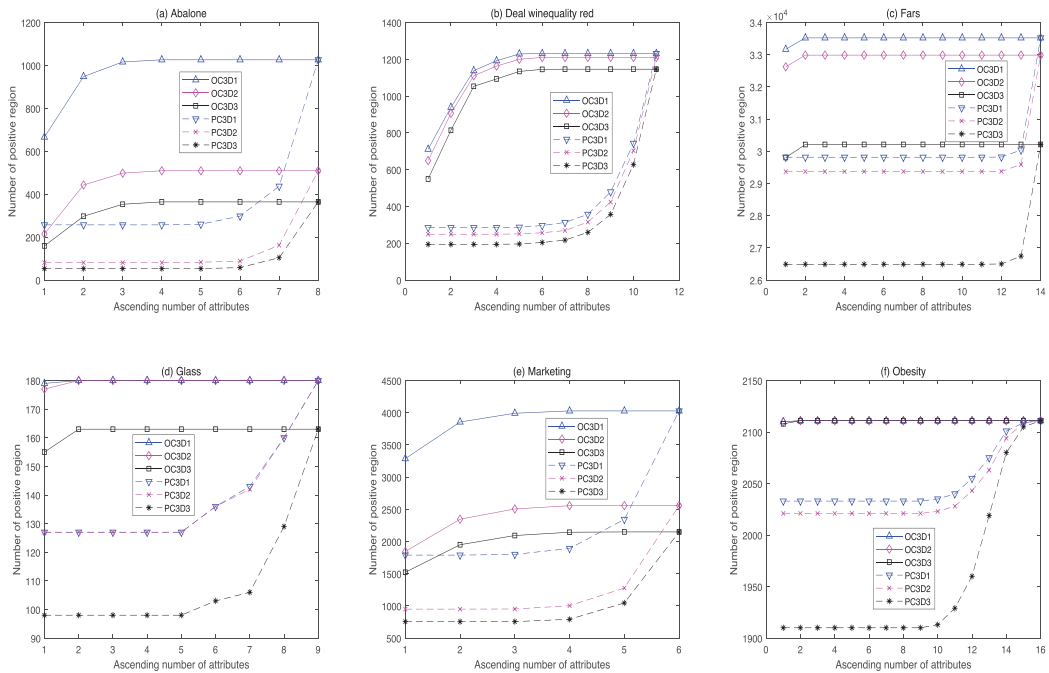 (a) Abalone
1200
1000
800
600
400
200
0
1 2 3 4 5 6 7 8
Number of positive region
Ascending number of attributes
OC3D1
OC3D2
OC3D3
PC3D1
PC3D2
PC3D3
(b) Deal winequality red
1400
1200
1000
800
600
400
200
0
0 2 4 6 8 10 12
Number of positive region
Ascending number of attributes
OC3D1
OC3D2
OC3D3
PC3D1
PC3D2
PC3D3
(c) Fars
× 10⁴
3.4
3.3
3.2
3.1
30
29
2.8
2.7
2.6
0 2 4 6 8 10 12 14
Number of positive region
Ascending number of attributes
OC3D1
OC3D2
OC3D3
PC3D1
PC3D2
PC3D3
(d) Glass
180
170
160
150
140
130
120
110
100
90
1 2 3 4 5 6 7 8 9
Number of positive region
Ascending number of attributes
OC3D1
OC3D2
OC3D3
PC3D1
PC3D2
PC3D3
(e) Marketing
4500
4000
3500
3000
2500
2000
1500
1000
500
1 2 3 4 5 6
Number of positive region
Ascending number of attributes
OC3D1
OC3D2
OC3D3
PC3D1
PC3D2
PC3D3
(f) Obesity
2150
2100
2050
2000
1950
1900
0 2 4 6 8 10 12 14 16
Number of positive region
Ascending number of attributes
OC3D1
OC3D2
OC3D3
PC3D1
PC3D2
PC3D3